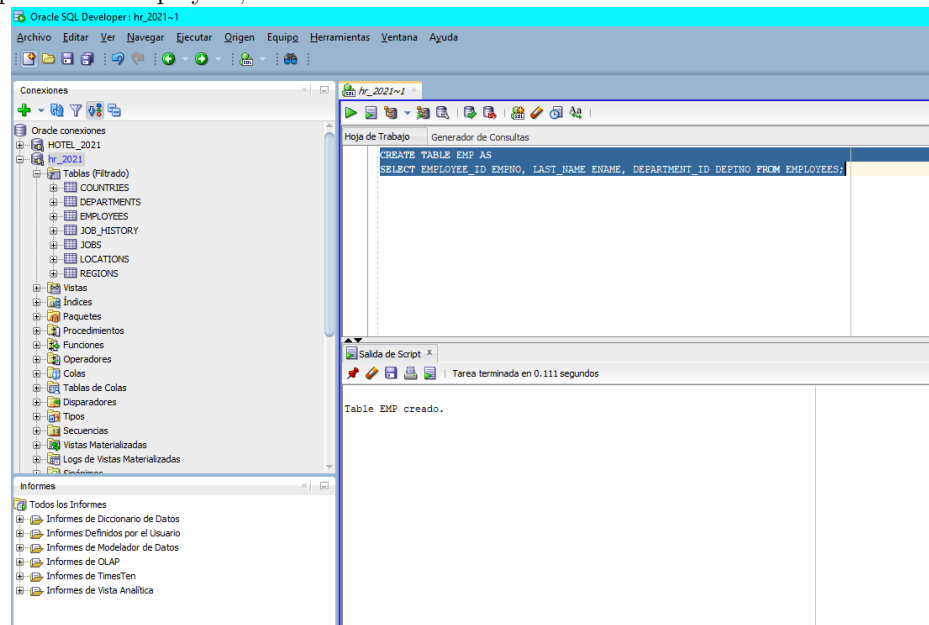 Oracle SQL Developer : hr_2021~1
Archivo Editar Ver Navegar Ejecutar Origen Equipo Herramientas Ventana Ayuda
Conexiones
hr_2021~1
Oracle conexiones
HOTEL_2021
hr_2021
Tablas (Filtrado)
COUNTRIES
DEPARTMENTS
EMPLOYEES
JOB_HISTORY
JOBS
LOCATIONS
REGIONS
Vistas
Índices
Paquetes
Procedimientos
Funciones
Operadores
Colas
Tablas de Colas
Disparadores
Tipos
Secuencias
Vistas Materializadas
Logs de Vistas Materializadas
Sinónimos
Hoja de Trabajo Generador de Consultas
CREATE TABLE EMP AS
SELECT EMPLOYEE_ID EMPNO, LAST_NAME ENAME, DEPARTMENT_ID DEPTNO FROM EMPLOYEES;
Salida de Script
Tarea terminada en 0.111 segundos
Table EMP creado.
Informes
Todos los Informes
Informes de Diccionario de Datos
Informes Definidos por el Usuario
Informes de Modelador de Datos
Informes de OLAP
Informes de TimesTen
Informes de Vista Analítica